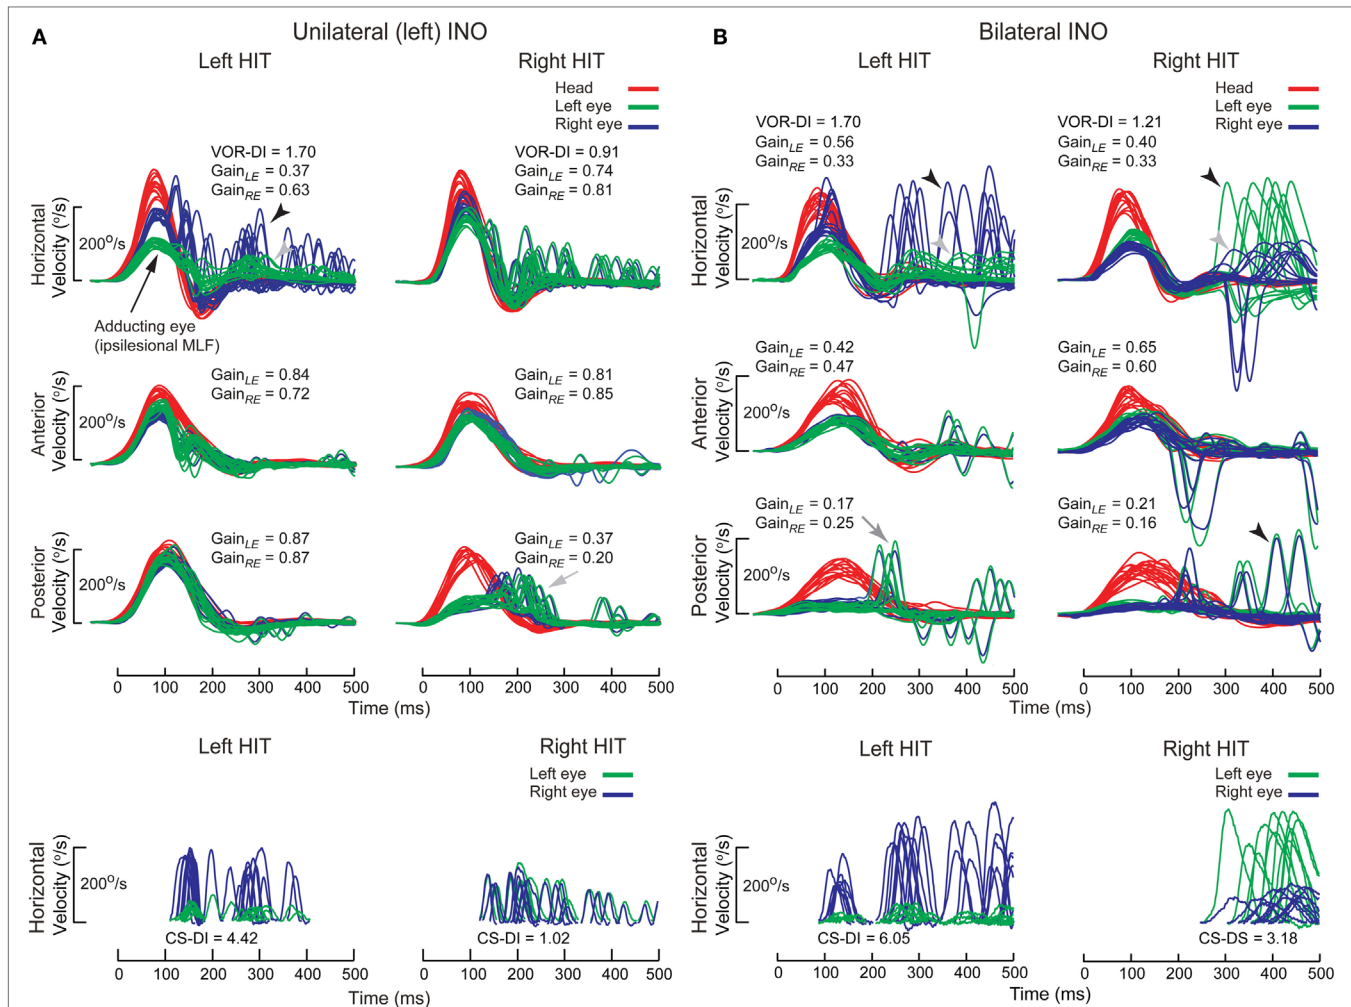 A
Unilateral (left) INO
Left HIT
Right HIT
Head
Left eye
Right eye
VOR-DI = 1.70
GainLE = 0.37
GainRE = 0.63
VOR-DI = 0.91
GainLE = 0.74
GainRE = 0.81
Horizontal
Velocity (°/s)
200°/s
Adducting eye
(ipsilesional MLF)
GainLE = 0.84
GainRE = 0.72
GainLE = 0.81
GainRE = 0.85
Anterior
Velocity (°/s)
200°/s
GainLE = 0.87
GainRE = 0.87
GainLE = 0.37
GainRE = 0.20
Posterior
Velocity (°/s)
200°/s
0 100 200 300 400 500
0 100 200 300 400 500
Time (ms)
Left HIT
Right HIT
Left eye
Right eye
Horizontal
Velocity (°/s)
200°/s
CS-DI = 4.42
CS-DI = 1.02
0 100 200 300 400 500
0 100 200 300 400 500
Time (ms)
B
Bilateral INO
Left HIT
Right HIT
Head
Left eye
Right eye
VOR-DI = 1.70
GainLE = 0.56
GainRE = 0.33
VOR-DI = 1.21
GainLE = 0.40
GainRE = 0.33
Horizontal
Velocity (°/s)
200°/s
GainLE = 0.42
GainRE = 0.47
GainLE = 0.65
GainRE = 0.60
Anterior
Velocity (°/s)
200°/s
GainLE = 0.17
GainRE = 0.25
GainLE = 0.21
GainRE = 0.16
Posterior
Velocity (°/s)
200°/s
0 100 200 300 400 500
0 100 200 300 400 500
Time (ms)
Left HIT
Right HIT
Left eye
Right eye
Horizontal
Velocity (°/s)
200°/s
CS-DI = 6.05
CS-DS = 3.18
0 100 200 300 400 500
0 100 200 300 400 500
Time (ms)